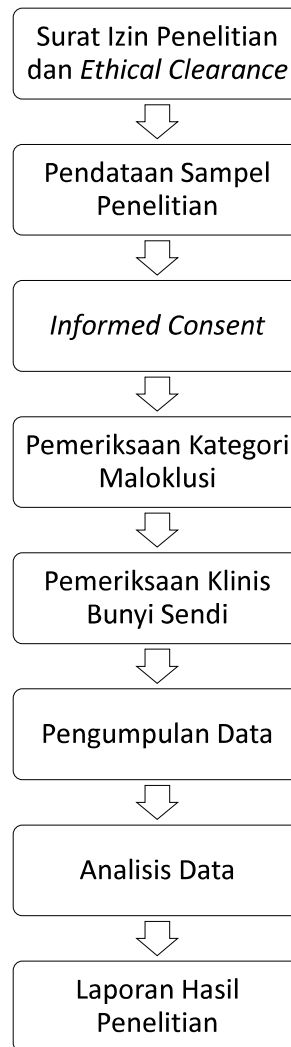 Surat Izin Penelitian
dan Ethical Clearance
Pendataan Sampel
Penelitian
Informed Consent
Pemeriksaan Kategori
Maloklusi
Pemeriksaan Klinis
Bunyi Sendi
Pengumpulan Data
Analisis Data
Laporan Hasil
Penelitian